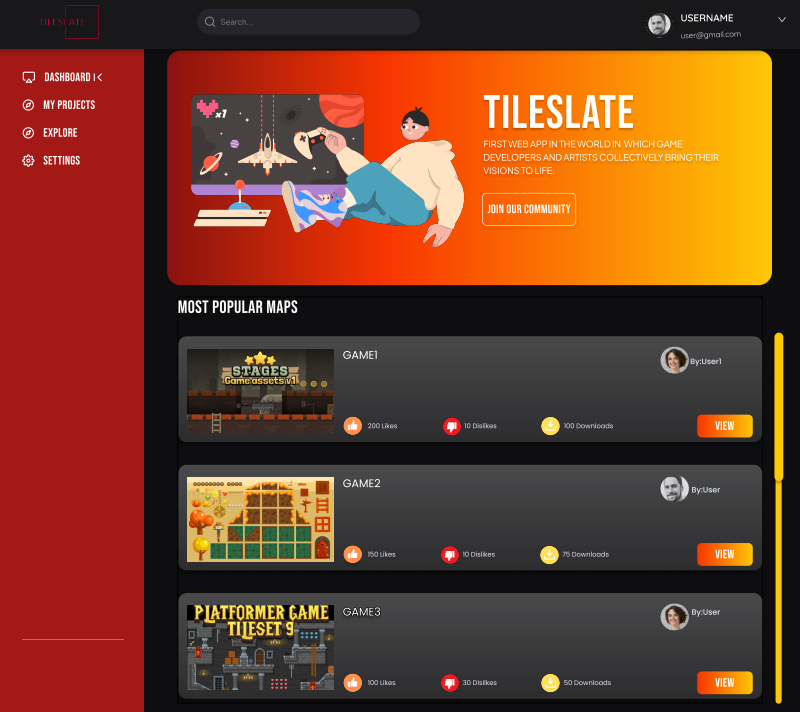 TILESLATE
Search...
USERNAME
user@gmail.com
DASHBOARD
MY PROJECTS
EXPLORE
SETTINGS
x1
TILESLATE
FIRST WEB APP IN THE WORLD IN WHICH GAME
DEVELOPERS AND ARTISTS COLLECTIVELY BRING THEIR
VISIONS TO LIFE.
JOIN OUR COMMUNITY
MOST POPULAR MAPS
STAGES
Game assets v1
GAME1
By:User1
200 Likes
10 Dislikes
100 Downloads
VIEW
GAME2
By:User
150 Likes
10 Dislikes
75 Downloads
VIEW
PLATFORMER GAME
TILESET 9
GAME3
By:User
100 Likes
30 Dislikes
50 Downloads
VIEW